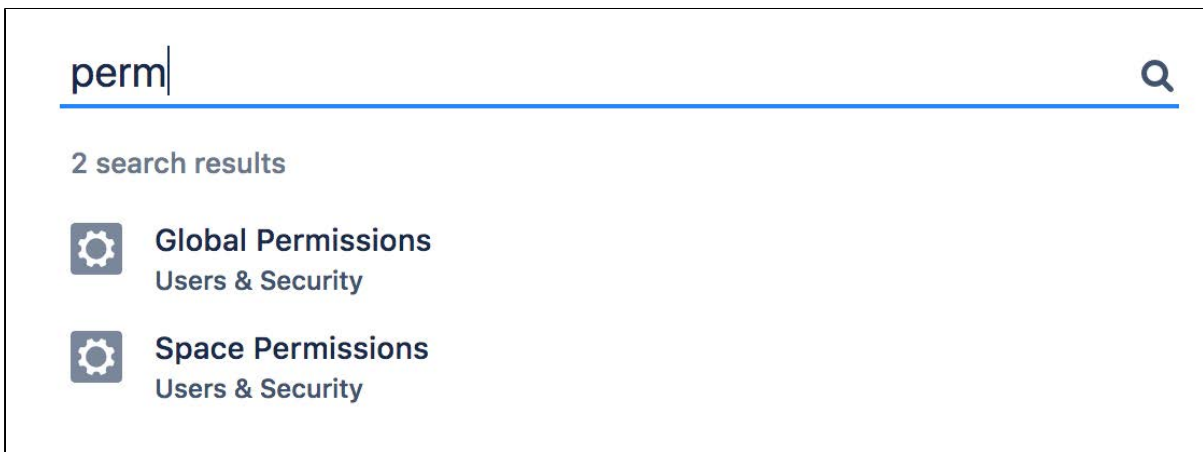 perm
2 search results
Global Permissions
Users & Security
Space Permissions
Users & Security